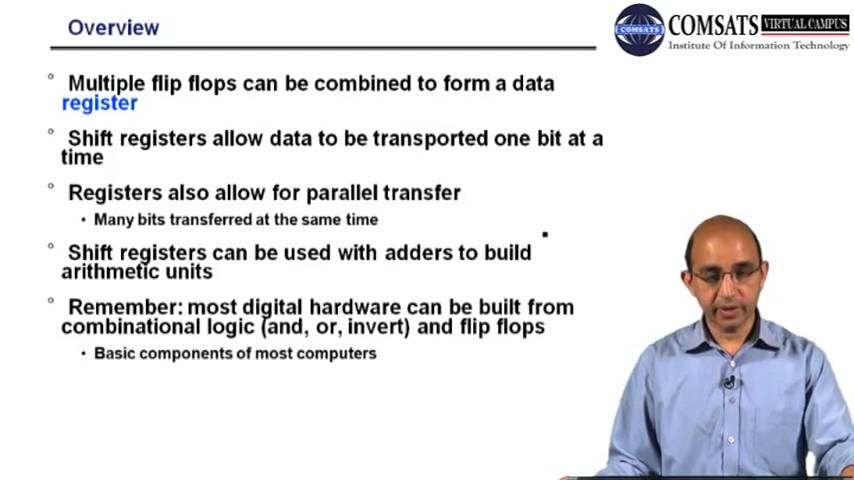 Overview
COMSATS
COMSATS VIRTUAL CAMPUS
Institute Of Information Technology
° Multiple flip flops can be combined to form a data
register
° Shift registers allow data to be transported one bit at a
time
° Registers also allow for parallel transfer
• Many bits transferred at the same time
° Shift registers can be used with adders to build
arithmetic units
° Remember: most digital hardware can be built from
combinational logic (and, or, invert) and flip flops
• Basic components of most computers